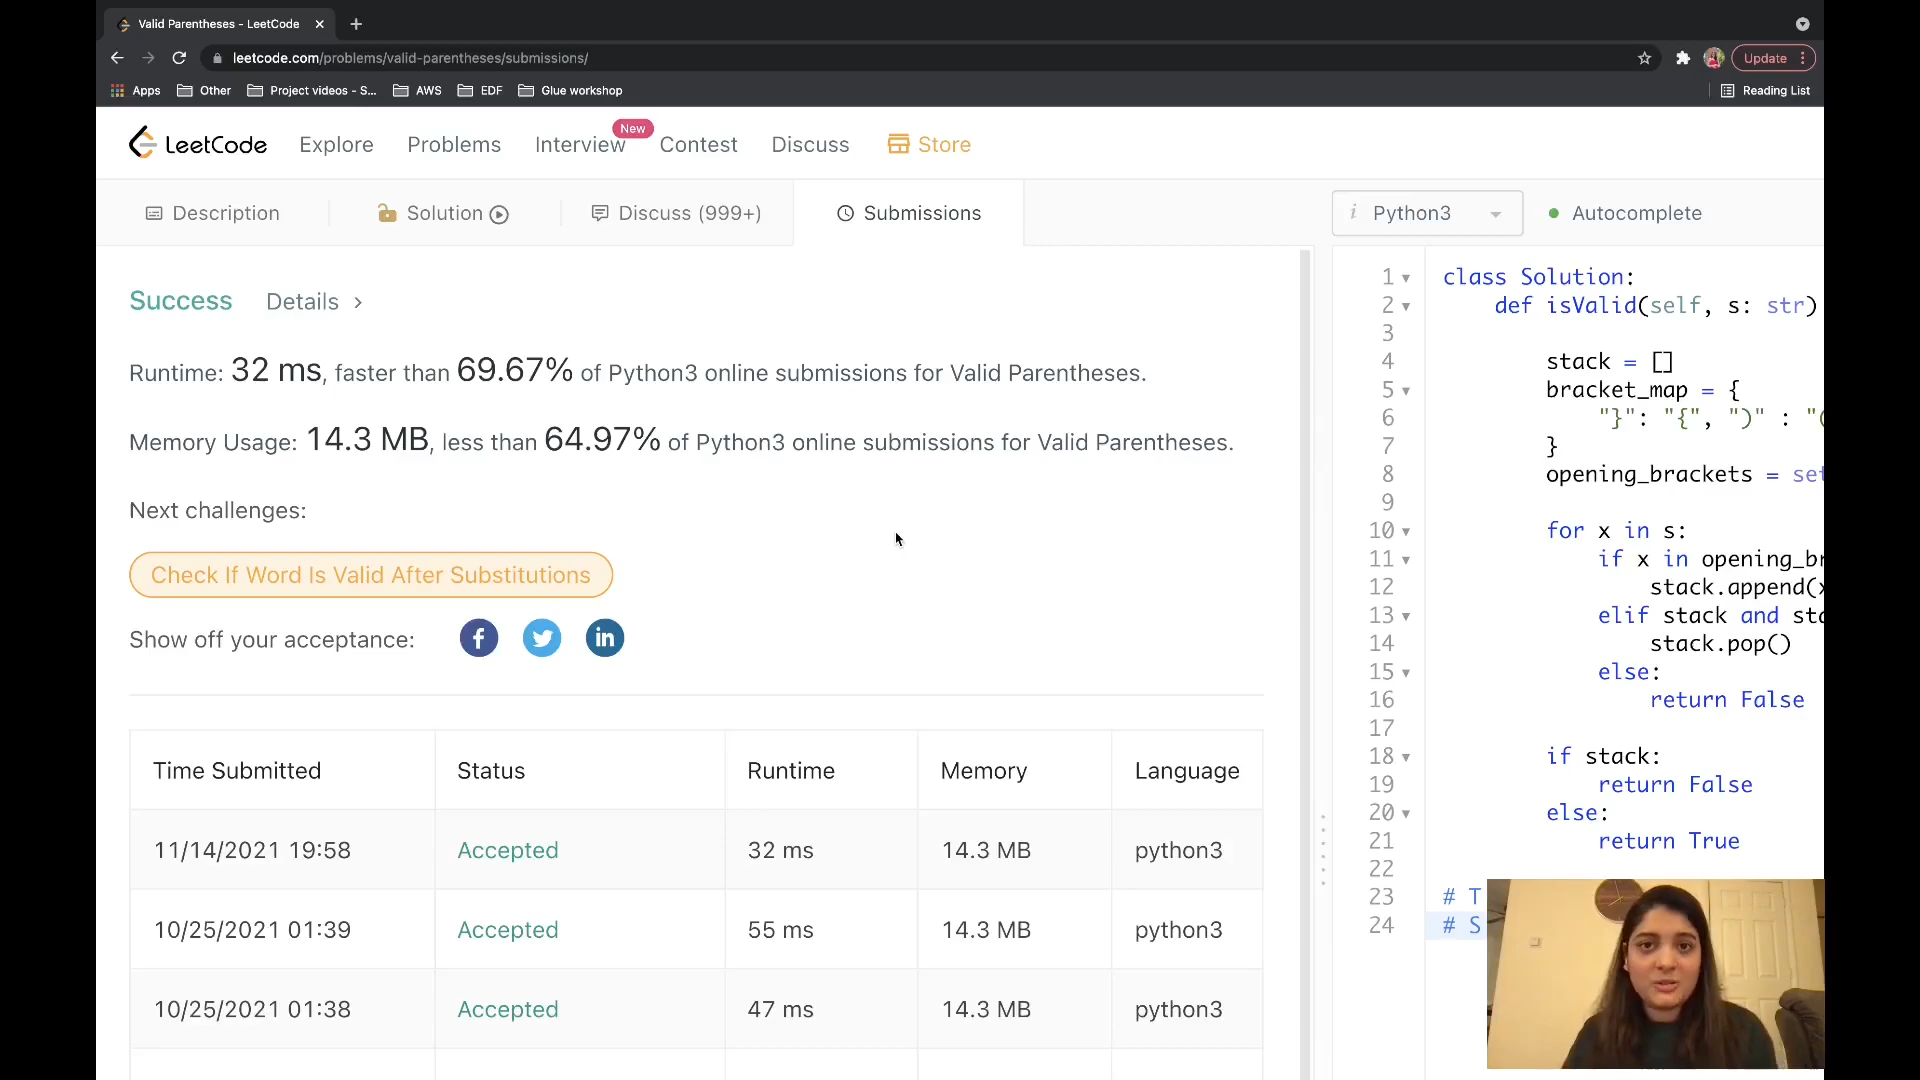 Valid Parentheses - LeetCode
leetcode.com/problems/valid-parentheses/submissions/
Update
Apps
Other
Project videos - S...
AWS
EDF
Glue workshop
Reading List
LeetCode
Explore
Problems
Interview
New
Contest
Discuss
Store
Description
Solution
Discuss (999+)
Submissions
i Python3
Autocomplete
Success
Details >
Runtime: 32 ms, faster than 69.67% of Python3 online submissions for Valid Parentheses.
Memory Usage: 14.3 MB, less than 64.97% of Python3 online submissions for Valid Parentheses.
Next challenges:
Check If Word Is Valid After Substitutions
Show off your acceptance:
f
in
Time Submitted Status Runtime Memory Language
11/14/2021 19:58 Accepted 32 ms 14.3 MB python3
10/25/2021 01:39 Accepted 55 ms 14.3 MB python3
10/25/2021 01:38 Accepted 47 ms 14.3 MB python3
1 class Solution:
2 def isValid(self, s: str)
3
4 stack = []
5 bracket_map = {
6 "}": "{", ")" : "(
7 }
8 opening_brackets = set
9
10 for x in s:
11 if x in opening_br
12 stack.append(x
13 elif stack and sta
14 stack.pop()
15 else:
16 return False
17
18 if stack:
19 return False
20 else:
21 return True
22
23 # T
24 # S